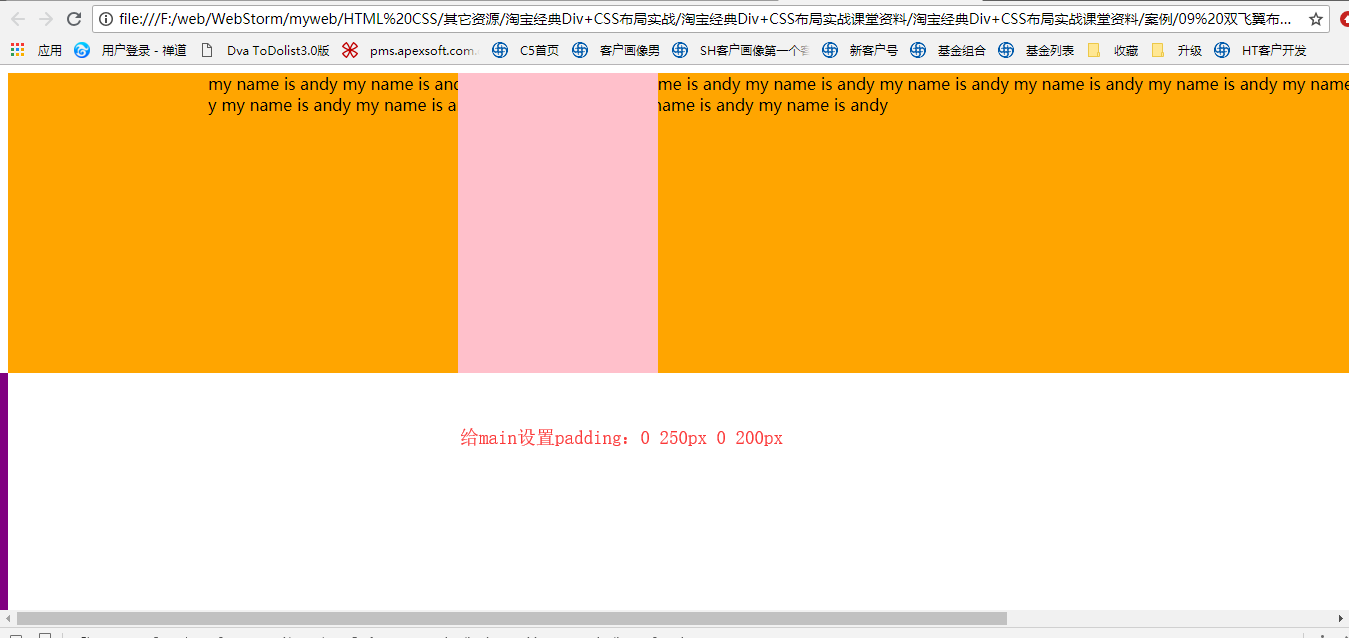 file:///F:/web/WebStorm/myweb/HTML%20CSS/其它资源/淘宝经典Div+CSS布局实战/淘宝经典Div+CSS布局实战课堂资料/淘宝经典Div+CSS布局实战课堂资料/案例/09%20双飞翼布...
应用 用户登录 - 禅道 Dva ToDolist3.0版 pms.apexsoft.com. C5首页 客户画像男 SH客户画像第一个客 新客户号 基金组合 基金列表 收藏 升级 HT客户开发
my name is andy my name is and me is andy my name is andy my name is andy my name is andy my name is andy my name
y my name is andy my name is a name is andy my name is andy
给main设置padding：0 250px 0 200px